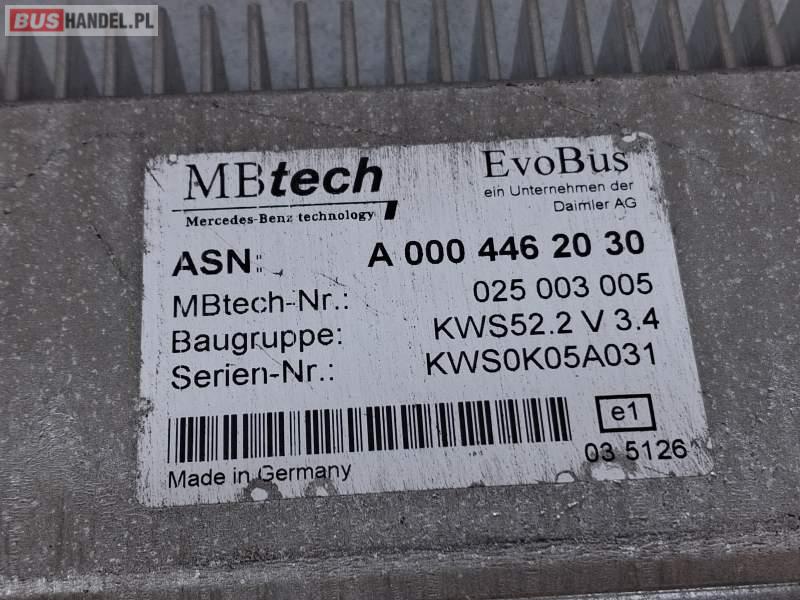 BUSHANDEL.PL
MBtech
Mercedes-Benz technology
EvoBus
ein Unternehmen der
Daimler AG
ASN: A 000 446 20 30
MBtech-Nr.: 025 003 005
Baugruppe: KWS52.2 V 3.4
Serien-Nr.: KWS0K05A031
e1
03 5126
Made in Germany